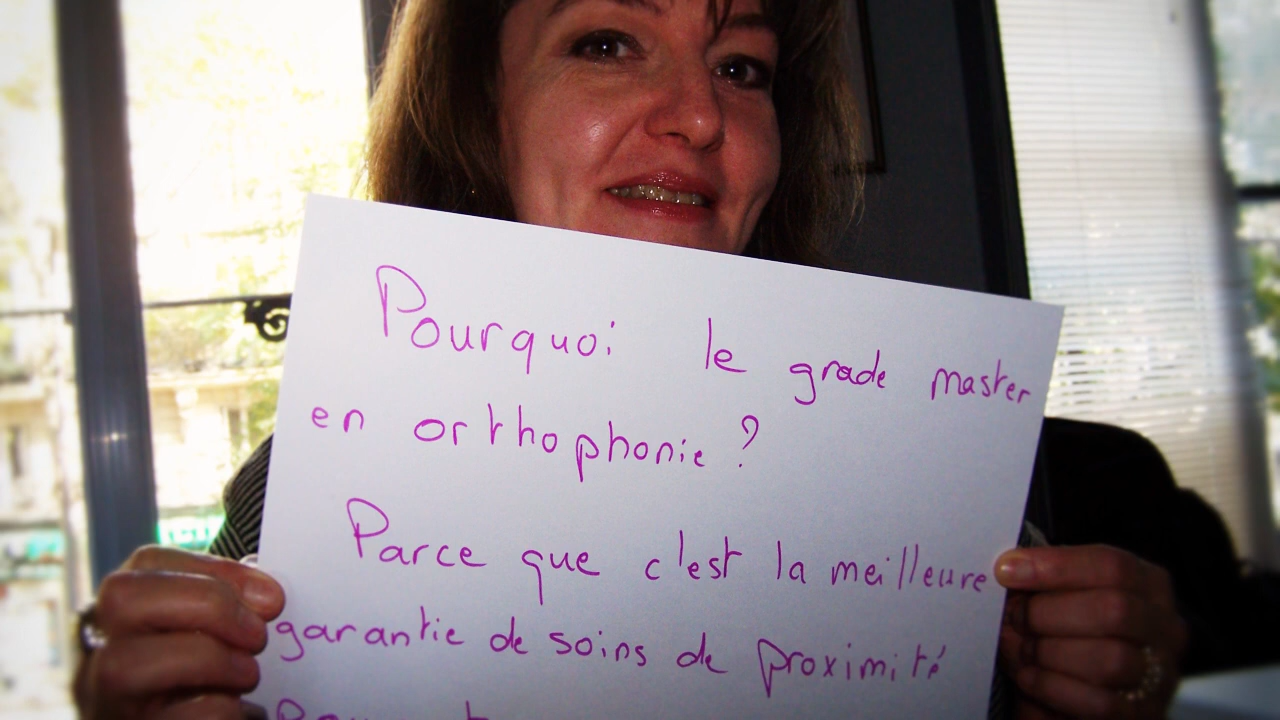 Pourquoi le grade master
en orthophonie ?
Parce que c'est la meilleure
garantie de soins de proximité